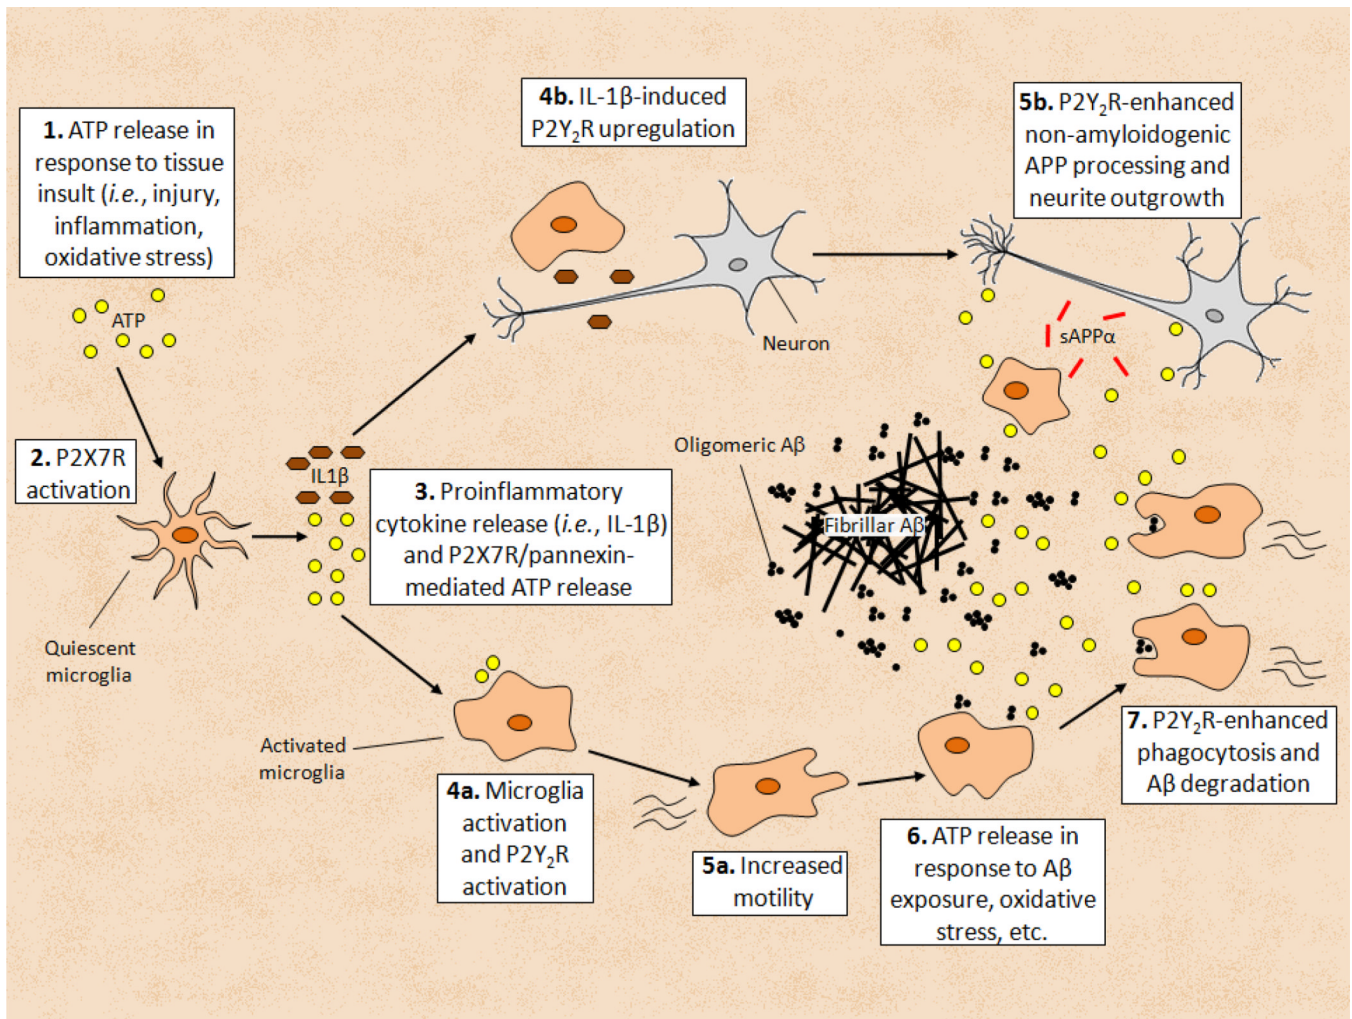 1. ATP release in
response to tissue
insult (i.e., injury,
inflammation,
oxidative stress)
ATP
2. P2X7R
activation
Quiescent
microglia
IL1β
3. Proinflammatory
cytokine release (i.e., IL-1β)
and P2X7R/pannexin-
mediated ATP release
4b. IL-1β-induced
P2Y₂R upregulation
Neuron
5b. P2Y₂R-enhanced
non-amyloidogenic
APP processing and
neurite outgrowth
sAPPα
Oligomeric Aβ
Fibrillar Aβ
Activated
microglia
4a. Microglia
activation
and P2Y₂R
activation
5a. Increased
motility
6. ATP release in
response to Aβ
exposure, oxidative
stress, etc.
7. P2Y₂R-enhanced
phagocytosis and
Aβ degradation